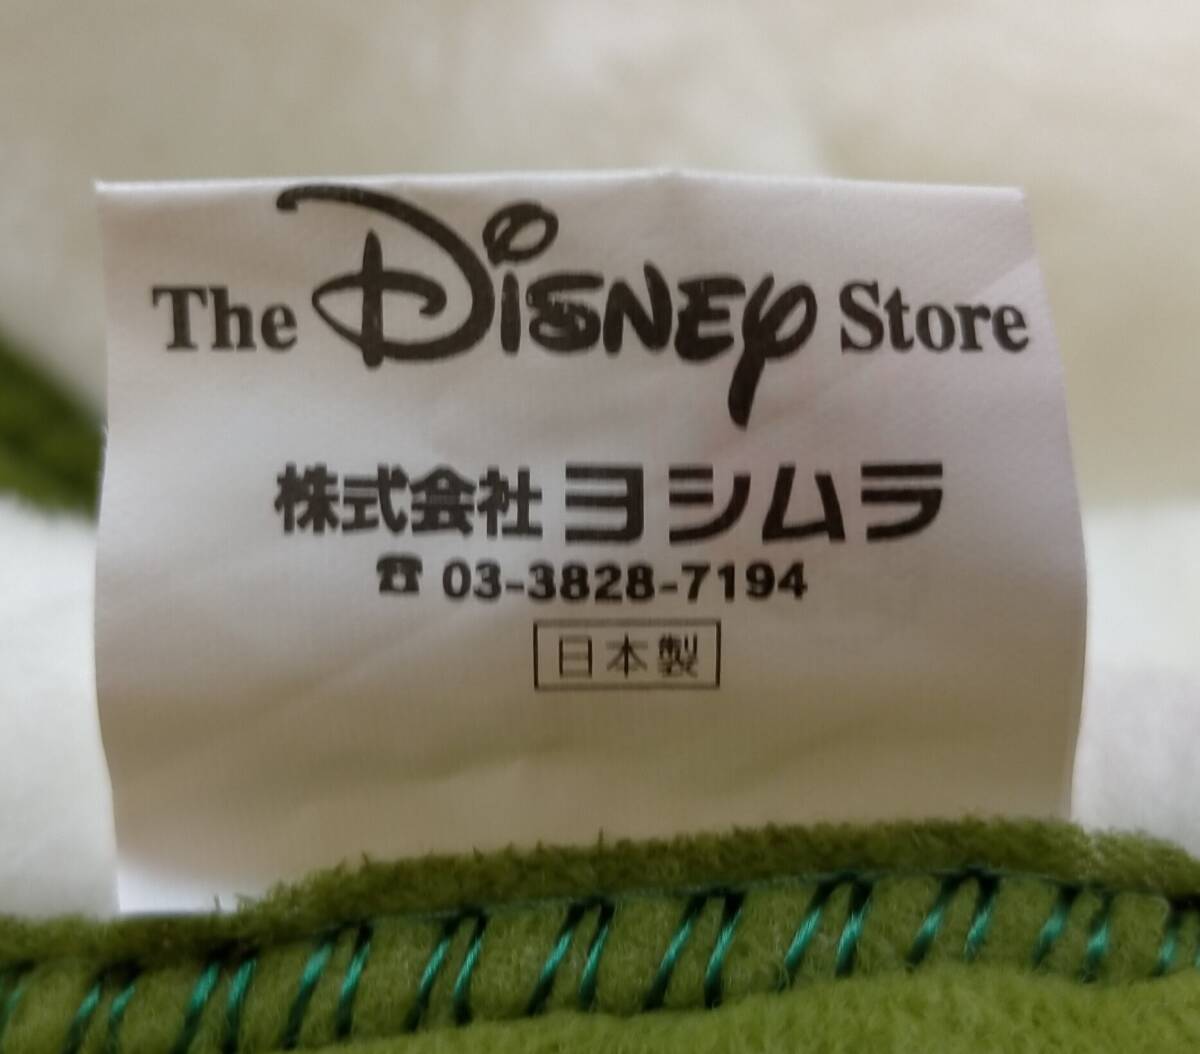 The Disney Store
株式会社 ヨシムラ
☎ 03-3828-7194
日本製